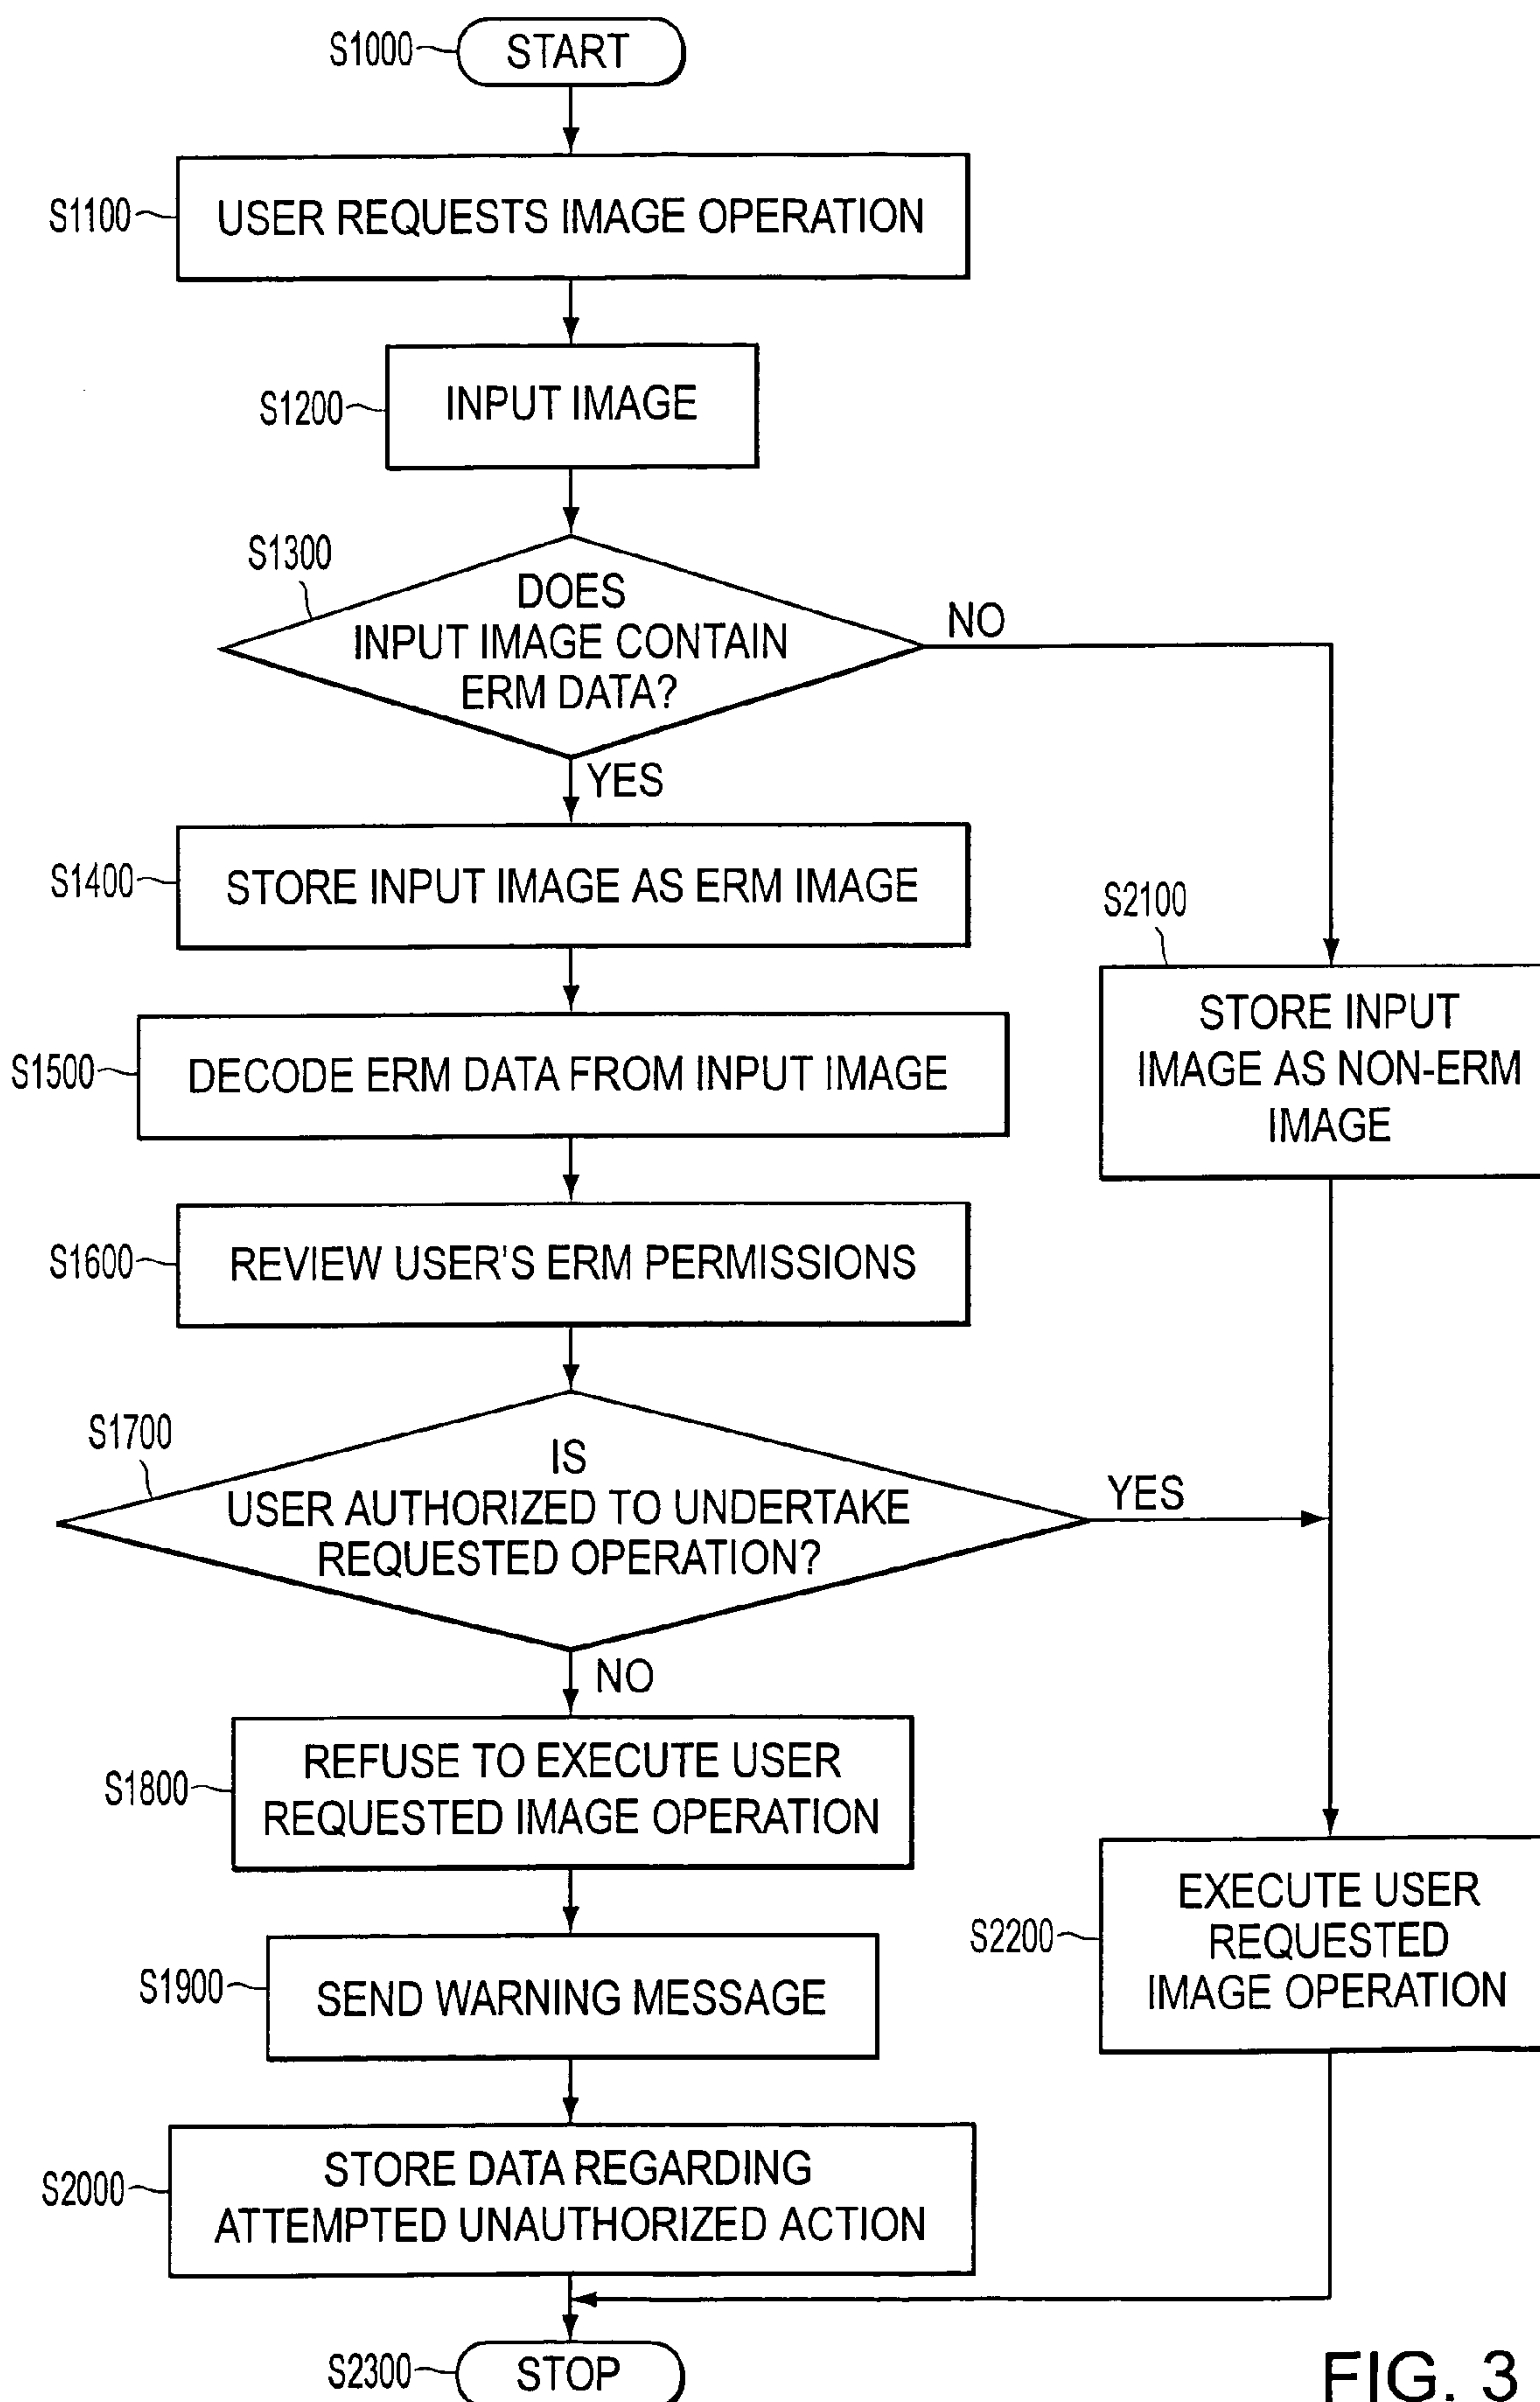 S1000
START
S1100
USER REQUESTS IMAGE OPERATION
S1200
INPUT IMAGE
S1300
DOES
INPUT IMAGE CONTAIN
ERM DATA?
NO
YES
S1400
STORE INPUT IMAGE AS ERM IMAGE
S2100
STORE INPUT
IMAGE AS NON-ERM
IMAGE
S1500
DECODE ERM DATA FROM INPUT IMAGE
S1600
REVIEW USER'S ERM PERMISSIONS
S1700
IS
USER AUTHORIZED TO UNDERTAKE
REQUESTED OPERATION?
YES
NO
S1800
REFUSE TO EXECUTE USER
REQUESTED IMAGE OPERATION
S2200
EXECUTE USER
REQUESTED
IMAGE OPERATION
S1900
SEND WARNING MESSAGE
S2000
STORE DATA REGARDING
ATTEMPTED UNAUTHORIZED ACTION
S2300
STOP
FIG. 3